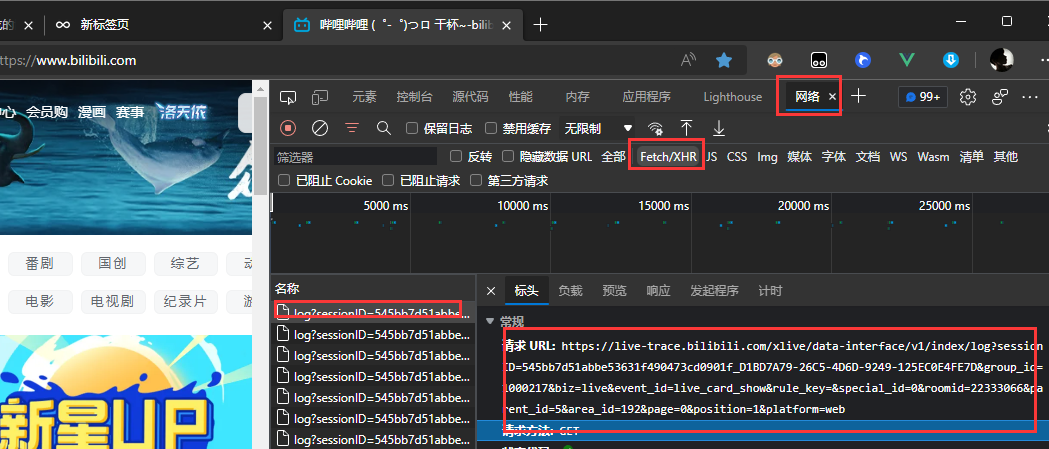 新标签页
哔哩哔哩 (゜-゜)つロ 干杯~-bilib
https://www.bilibili.com
会员购 漫画 赛事 洛天依
元素 控制台 源代码 性能 内存 应用程序 Lighthouse 网络 99+
保留日志 禁用缓存 无限制
筛选器 反转 隐藏数据 URL 全部 Fetch/XHR JS CSS Img 媒体 字体 文档 WS Wasm 清单 其他
已阻止 Cookie 已阻止请求 第三方请求
5000 ms 10000 ms 15000 ms 20000 ms 25000 ms
番剧 国创 综艺
电影 电视剧 纪录片
新星UP
名称
log?sessionID=545bb7d51abbe...
log?sessionID=545bb7d51abbe...
log?sessionID=545bb7d51abbe...
log?sessionID=545bb7d51abbe...
log?sessionID=545bb7d51abbe...
log?sessionID=545bb7d51abbe...
log?sessionID=545bb7d51abbe...
标头 负载 预览 响应 发起程序 计时
常规
请求 URL: https://live-trace.bilibili.com/xlive/data-interface/v1/index/log?session
ID=545bb7d51abbe53631f490473cd0901f_D1BD7A79-26C5-4D6D-9249-125EC0E4FE7D&group_id=
1000217&biz=live&event_id=live_card_show&rule_key=&special_id=0&roomid=22333066&pa
rent_id=5&area_id=192&page=0&position=1&platform=web
请求方法: GET